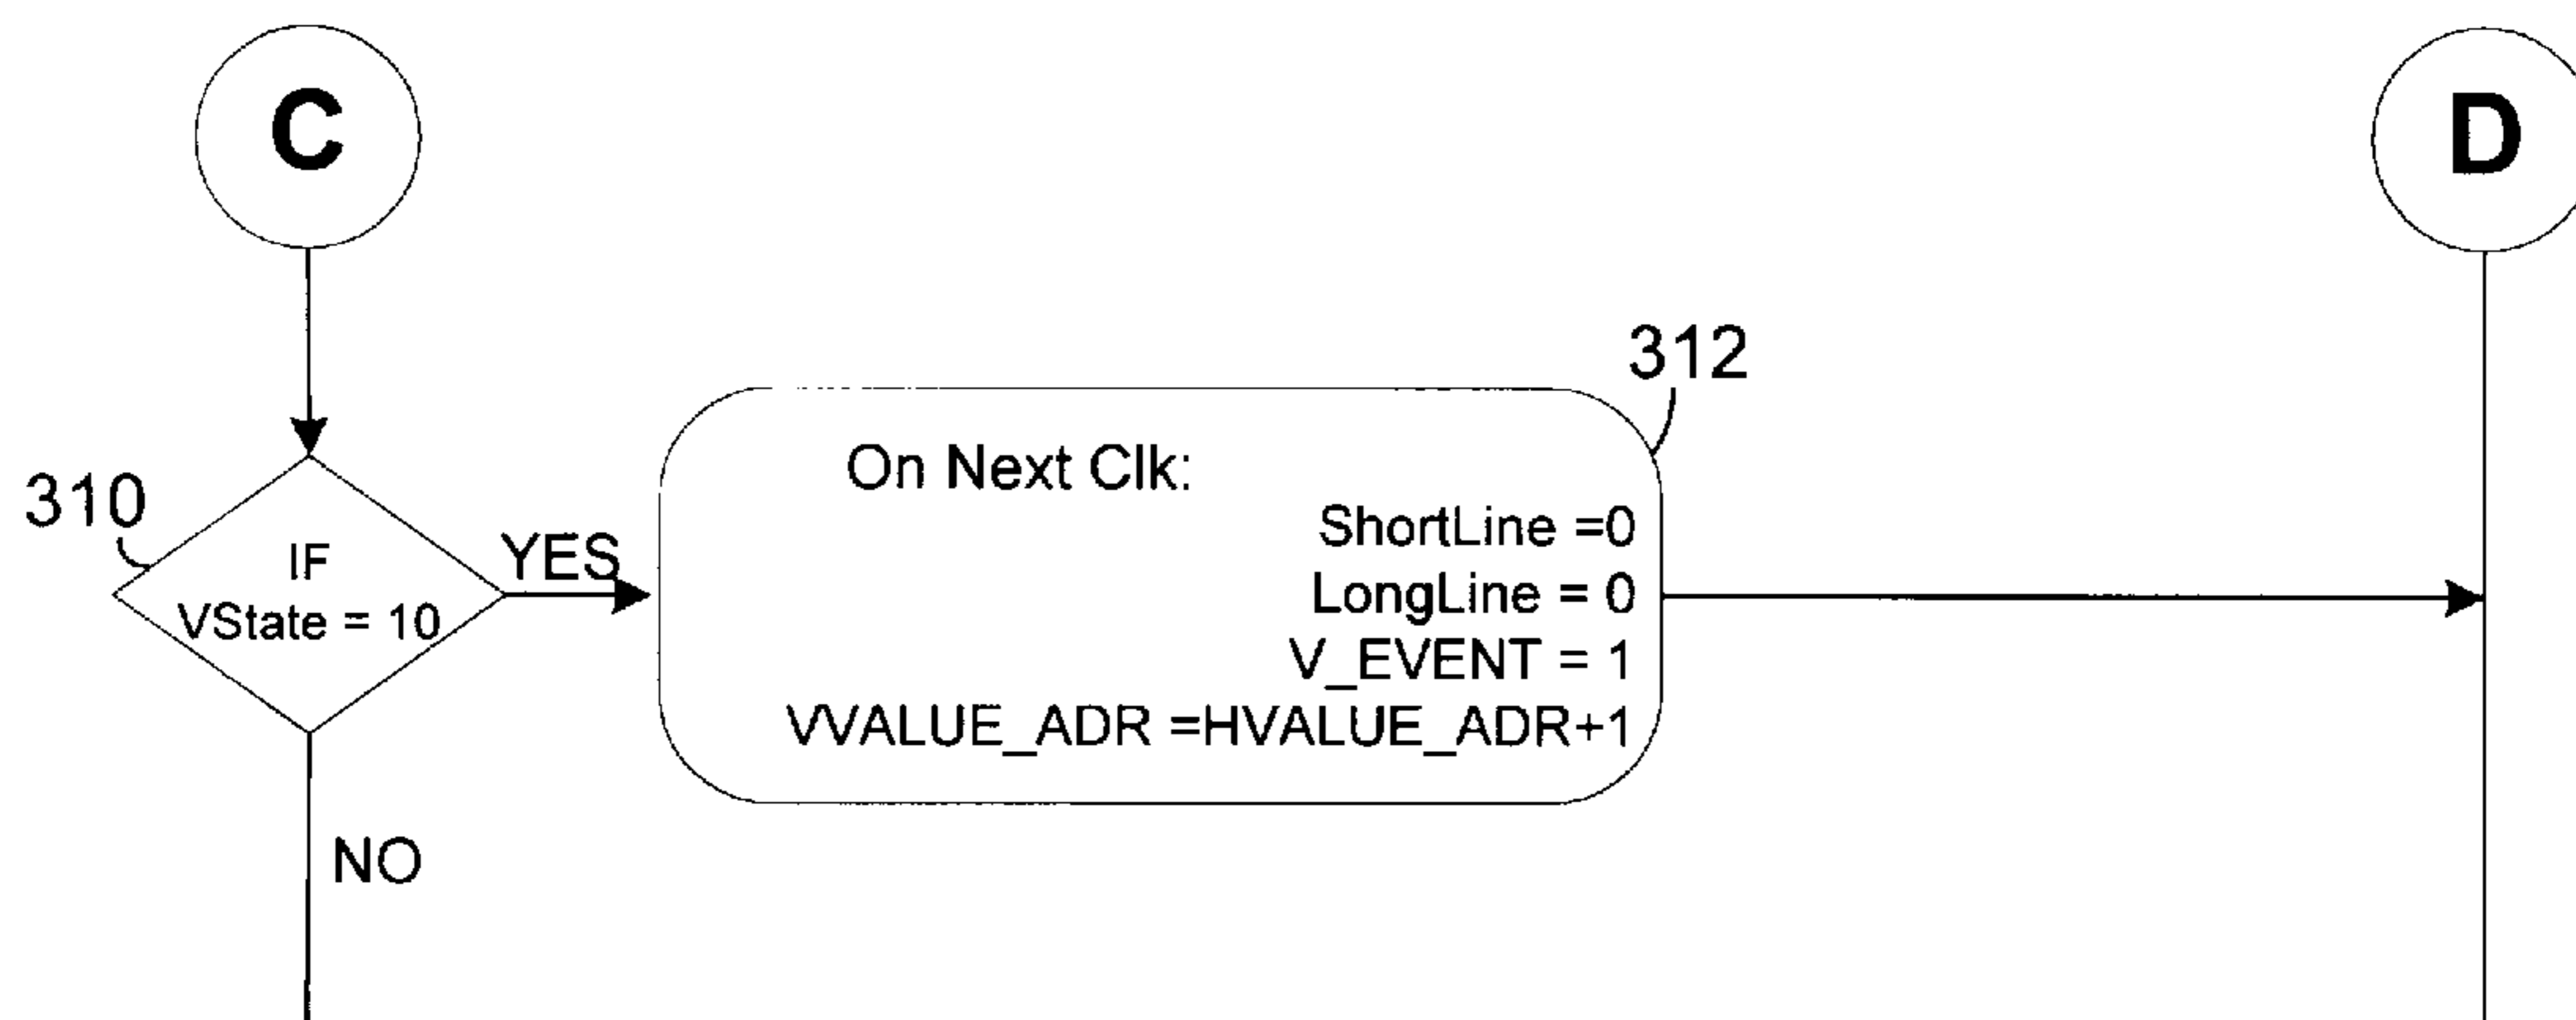 C
D
312
310
IF
VState = 10
YES
On Next Clk:
ShortLine =0
LongLine = 0
V_EVENT = 1
VVALUE_ADR =HVALUE_ADR+1
NO